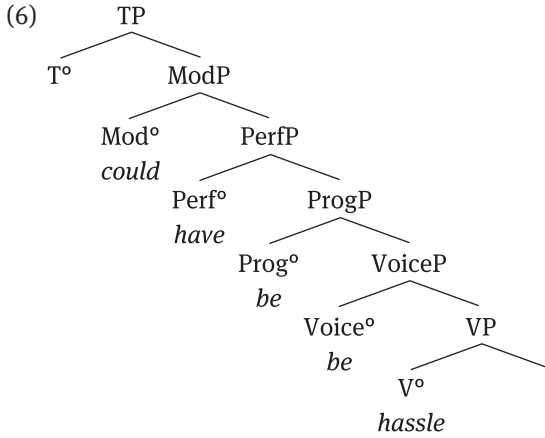 (6) TP
T° ModP
Mod° PerfP
could
Perf° ProgP
have
Prog° VoiceP
be
Voice° VP
be
V°
hassle